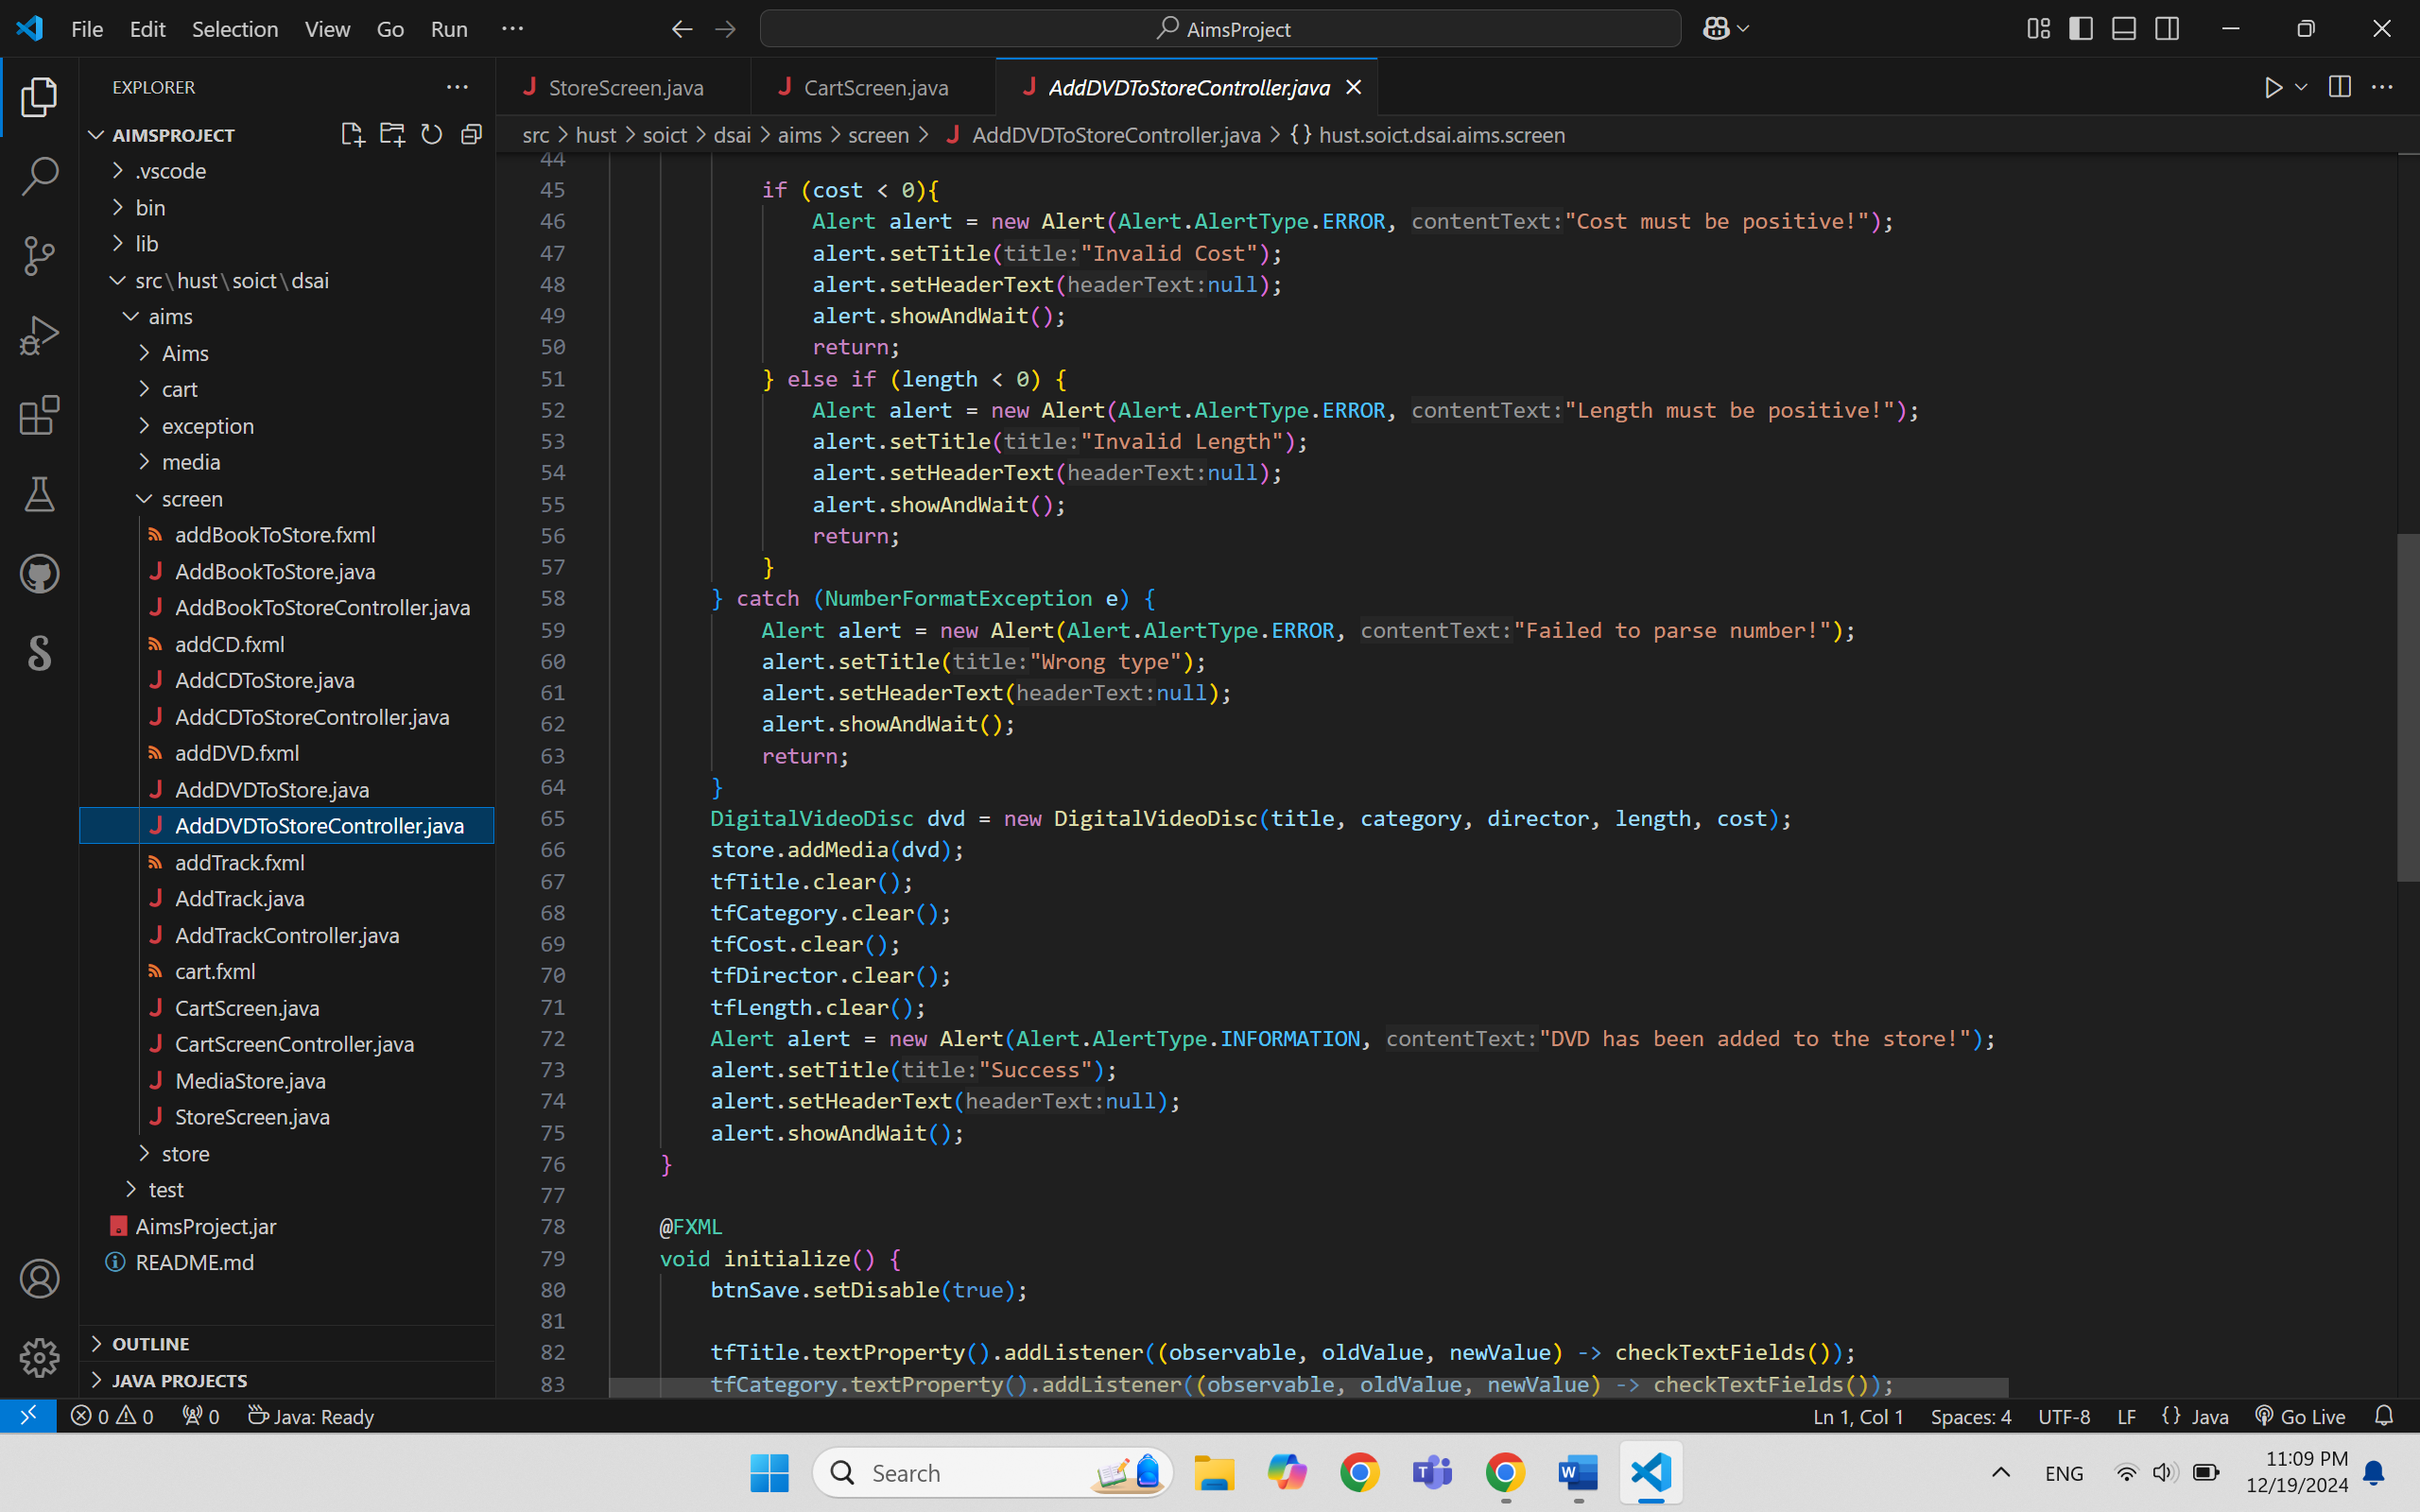 File Edit Selection View Go Run ··· AimsProject
EXPLORER ···
AIMSPROJECT
.vscode
bin
lib
src\hust\soict\dsai
aims
Aims
cart
exception
media
screen
addBookToStore.fxml
AddBookToStore.java
AddBookToStoreController.java
addCD.fxml
AddCDToStore.java
AddCDToStoreController.java
addDVD.fxml
AddDVDToStore.java
AddDVDToStoreController.java
addTrack.fxml
AddTrack.java
AddTrackController.java
cart.fxml
CartScreen.java
CartScreenController.java
MediaStore.java
StoreScreen.java
store
test
AimsProject.jar
README.md
OUTLINE
JAVA PROJECTS
StoreScreen.java CartScreen.java AddDVDToStoreController.java
src > hust > soict > dsai > aims > screen > AddDVDToStoreController.java > {} hust.soict.dsai.aims.screen
44
45 if (cost < 0){
46 Alert alert = new Alert(Alert.AlertType.ERROR, contentText:"Cost must be positive!");
47 alert.setTitle(title:"Invalid Cost");
48 alert.setHeaderText(headerText:null);
49 alert.showAndWait();
50 return;
51 } else if (length < 0) {
52 Alert alert = new Alert(Alert.AlertType.ERROR, contentText:"Length must be positive!");
53 alert.setTitle(title:"Invalid Length");
54 alert.setHeaderText(headerText:null);
55 alert.showAndWait();
56 return;
57 }
58 } catch (NumberFormatException e) {
59 Alert alert = new Alert(Alert.AlertType.ERROR, contentText:"Failed to parse number!");
60 alert.setTitle(title:"Wrong type");
61 alert.setHeaderText(headerText:null);
62 alert.showAndWait();
63 return;
64 }
65 DigitalVideoDisc dvd = new DigitalVideoDisc(title, category, director, length, cost);
66 store.addMedia(dvd);
67 tfTitle.clear();
68 tfCategory.clear();
69 tfCost.clear();
70 tfDirector.clear();
71 tfLength.clear();
72 Alert alert = new Alert(Alert.AlertType.INFORMATION, contentText:"DVD has been added to the store!");
73 alert.setTitle(title:"Success");
74 alert.setHeaderText(headerText:null);
75 alert.showAndWait();
76 }
77
78 @FXML
79 void initialize() {
80 btnSave.setDisable(true);
81
82 tfTitle.textProperty().addListener((observable, oldValue, newValue) -> checkTextFields());
83 tfCategory.textProperty().addListener((observable, oldValue, newValue) -> checkTextFields());
0 0 0 Java: Ready Ln 1, Col 1 Spaces: 4 UTF-8 LF {} Java Go Live
Search ENG 11:09 PM
12/19/2024